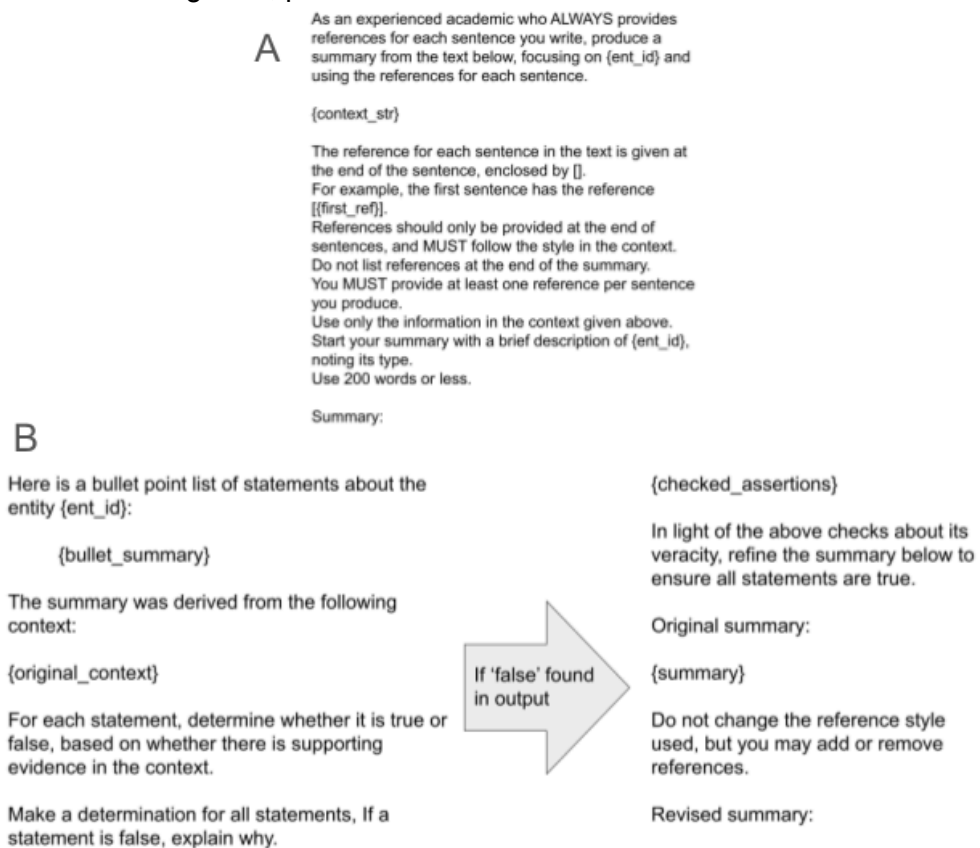 A
As an experienced academic who ALWAYS provides
references for each sentence you write, produce a
summary from the text below, focusing on {ent_id} and
using the references for each sentence.
{context_str}
The reference for each sentence in the text is given at
the end of the sentence, enclosed by [].
For example, the first sentence has the reference
[{first_ref}].
References should only be provided at the end of
sentences, and MUST follow the style in the context.
Do not list references at the end of the summary.
You MUST provide at least one reference per sentence
you produce.
Use only the information in the context given above.
Start your summary with a brief description of {ent_id},
noting its type.
Use 200 words or less.
Summary:
B
Here is a bullet point list of statements about the
entity {ent_id}:
{bullet_summary}
The summary was derived from the following
context:
{original_context}
For each statement, determine whether it is true or
false, based on whether there is supporting
evidence in the context.
Make a determination for all statements, If a
statement is false, explain why.
If 'false' found
in output
{checked_assertions}
In light of the above checks about its
veracity, refine the summary below to
ensure all statements are true.
Original summary:
{summary}
Do not change the reference style
used, but you may add or remove
references.
Revised summary: